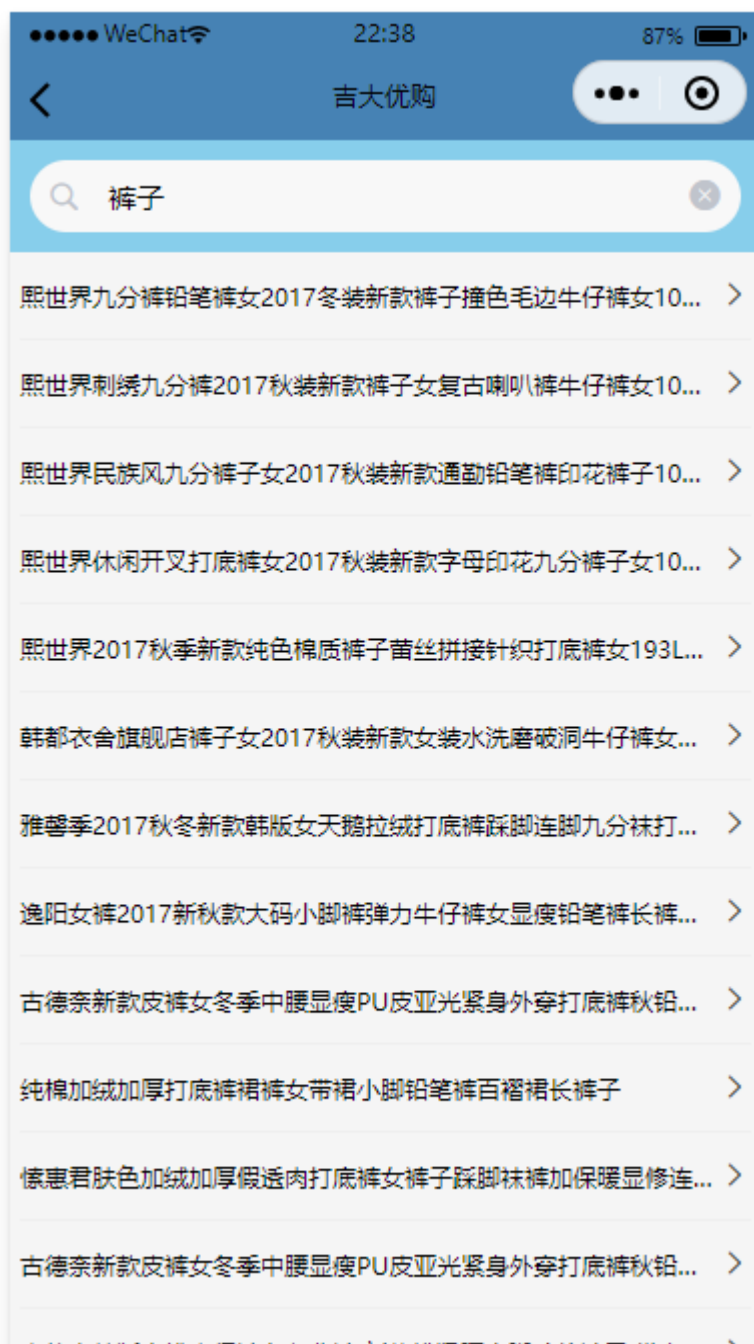 WeChat 22:38 87%
吉大优购
裤子
熙世界九分裤铅笔裤女2017冬装新款裤子撞色毛边牛仔裤女10...
熙世界刺绣九分裤2017秋装新款裤子女复古喇叭裤牛仔裤女10...
熙世界民族风九分裤子女2017秋装新款通勤铅笔裤印花裤子10...
熙世界休闲开叉打底裤女2017秋装新款字母印花九分裤子女10...
熙世界2017秋季新款纯色棉质裤子蕾丝拼接针织打底裤女193L...
韩都衣舍旗舰店裤子女2017秋装新款女装水洗磨破洞牛仔裤女...
雅馨季2017秋冬新款韩版女天鹅拉绒打底裤踩脚连脚九分袜打...
逸阳女裤2017新秋款大码小脚裤弹力牛仔裤女显瘦铅笔裤长裤...
古德奈新款皮裤女冬季中腰显瘦PU皮亚光紧身外穿打底裤秋铅...
纯棉加绒加厚打底裤裙裤女带裙小脚铅笔裤百褶裙长裤子
愫惠君肤色加绒加厚假透肉打底裤女裤子踩脚袜裤加保暖显修连...
古德奈新款皮裤女冬季中腰显瘦PU皮亚光紧身外穿打底裤秋铅...